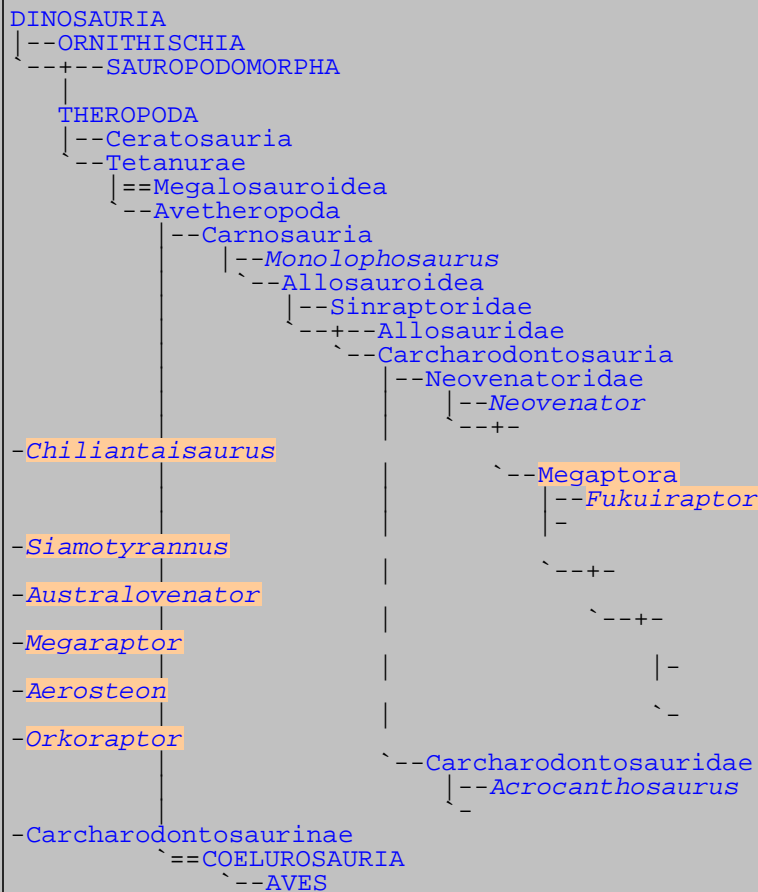 DINOSAURIA
|--ORNITHISCHIA
`--+--SAUROPODOMORPHA
|
THEROPODA
|--Ceratosauria
`--Tetanurae
|==Megalosauroidea
`--Avetheropoda
|--Carnosauria
| |--Monolophosaurus
| `--Allosauroidea
| |--Sinraptoridae
| `--+--Allosauridae
| `--Carcharodontosauria
| |--Neovenatoridae
| | |--Neovenator
| | `--+-
-Chiliantaisaurus
| | `--Megaptora
| | |--Fukuiraptor
| | |-
-Siamotyrannus
| | `--+-
-Australovenator
| | `--+-
-Megaraptor
| | |-
-Aerosteon
| | `-
-Orkoraptor
| `--Carcharodontosauridae
| |--Acrocanthosaurus
| `-
-Carcharodontosaurinae
`==COELUROSAURIA
`--AVES